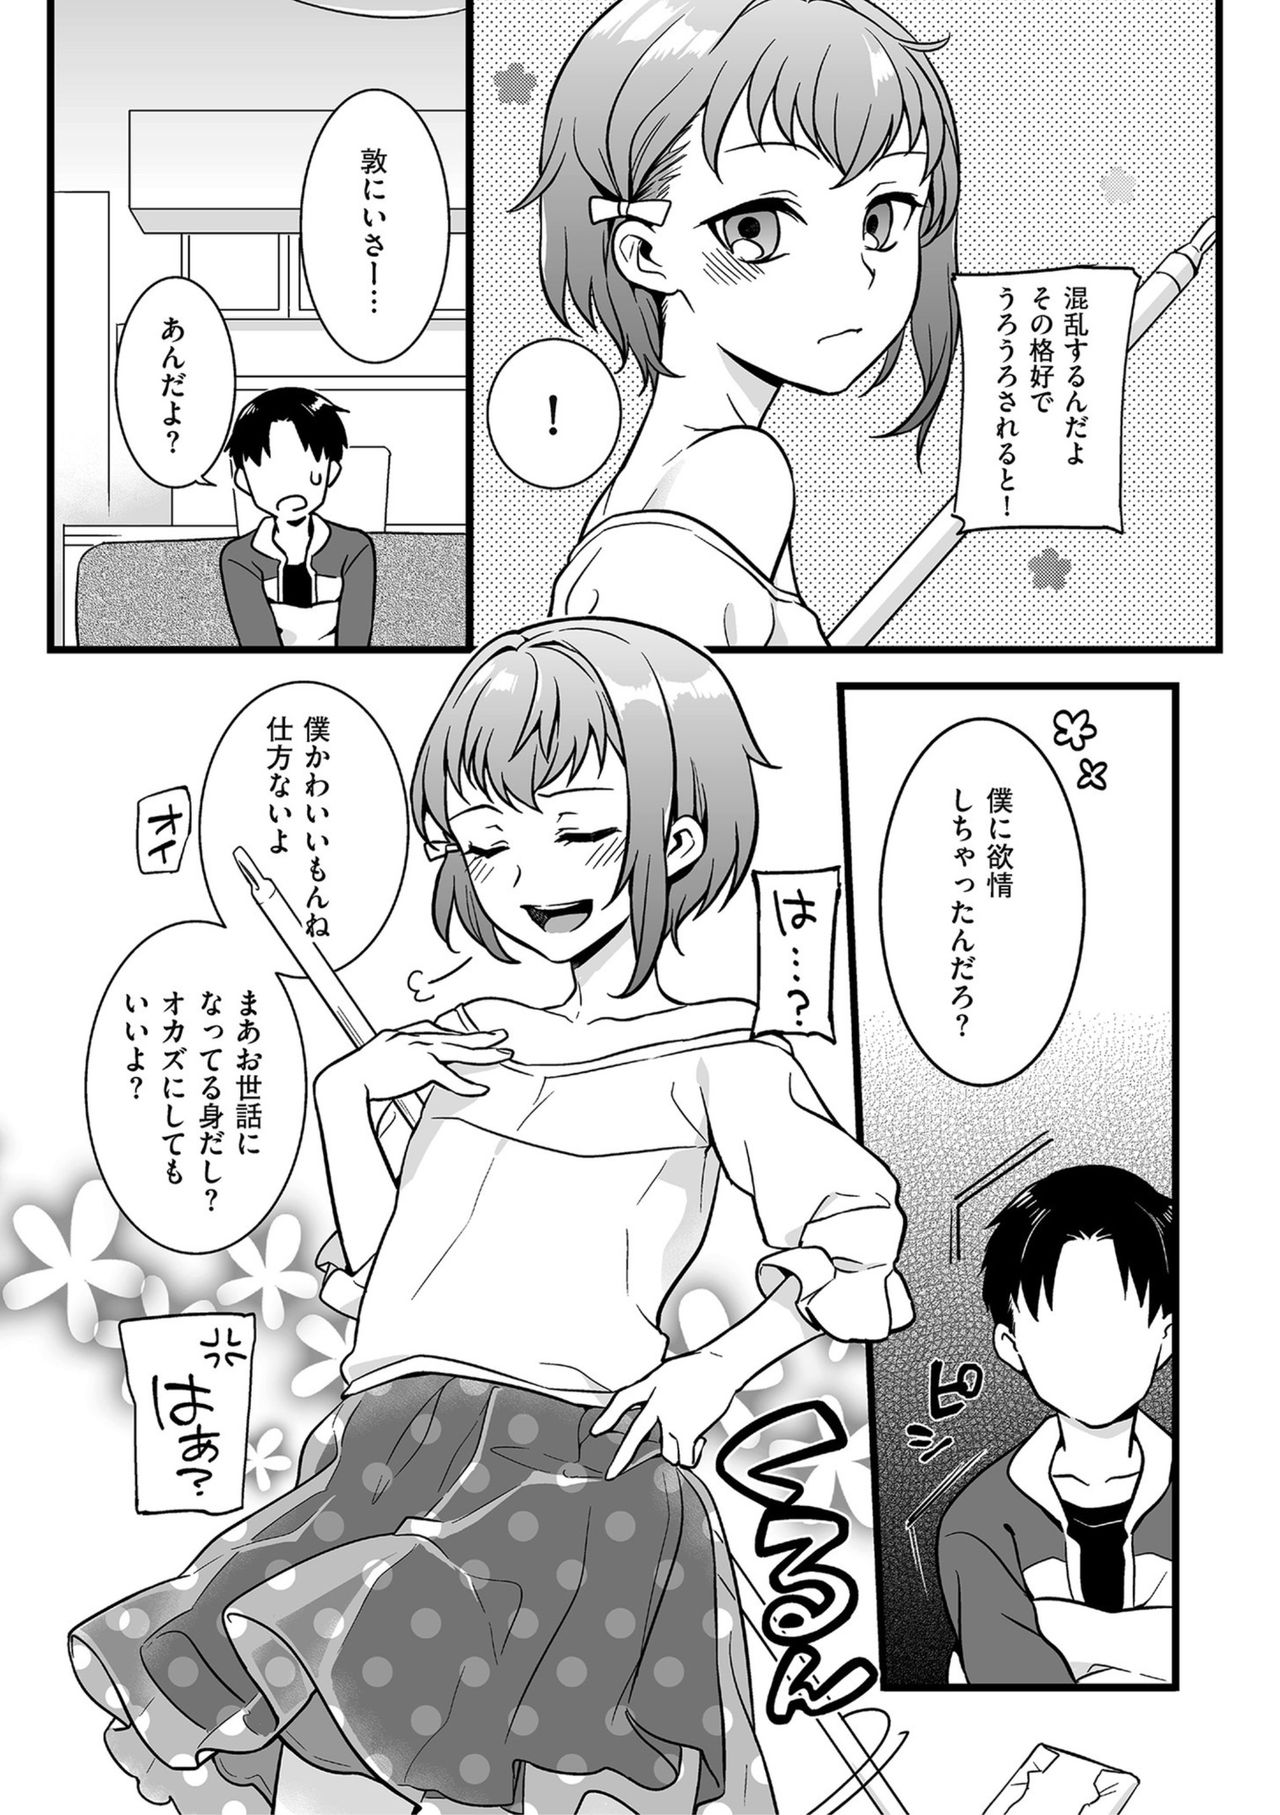 混乱するんだよ
その格好で
うろうろされると！
！
敦にいさー…
あんだよ？
僕に欲情
しちゃったんだろ？
ピシ
は…？
僕かわいいもんね
仕方ないよ
オイ
まあお世話に
なってる身だし？
オカズにしても
いいよ？
はぁ？
くるん